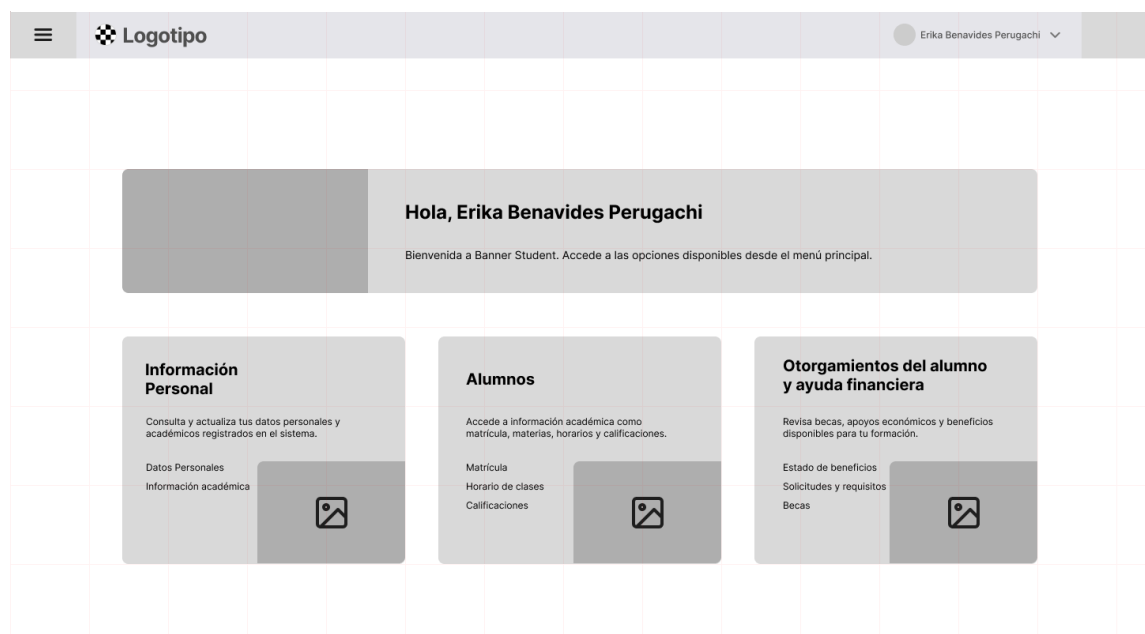 Logotipo
Erika Benavides Perugachi
Hola, Erika Benavides Perugachi
Bienvenida a Banner Student. Accede a las opciones disponibles desde el menú principal.
Información
Personal
Consulta y actualiza tus datos personales y
académicos registrados en el sistema.
Datos Personales
Información académica
Alumnos
Accede a información académica como
matrícula, materias, horarios y calificaciones.
Matrícula
Horario de clases
Calificaciones
Otorgamientos del alumno
y ayuda financiera
Revisa becas, apoyos económicos y beneficios
disponibles para tu formación.
Estado de beneficios
Solicitudes y requisitos
Becas